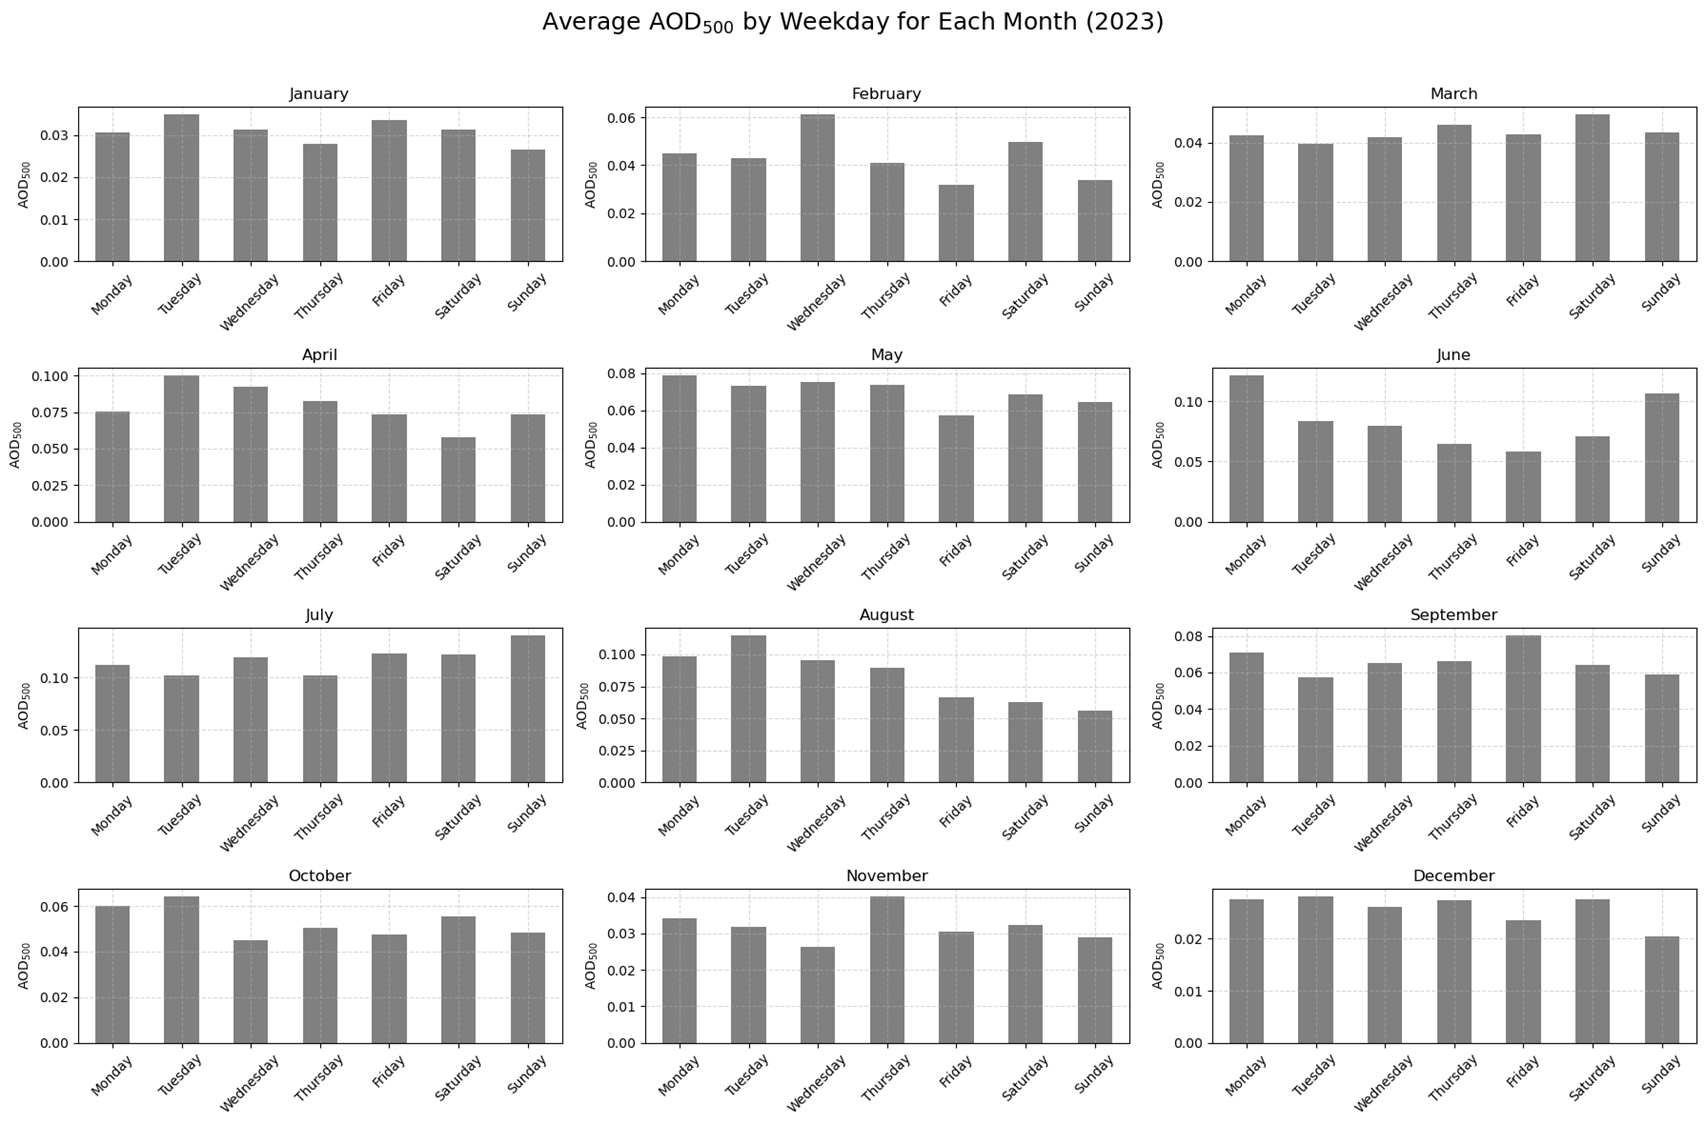 Average AOD₅₀₀ by Weekday for Each Month (2023)
January
AOD₅₀₀
0.03
0.02
0.01
0.00
Monday Tuesday Wednesday Thursday Friday Saturday Sunday
February
AOD₅₀₀
0.06
0.04
0.02
0.00
Monday Tuesday Wednesday Thursday Friday Saturday Sunday
March
AOD₅₀₀
0.04
0.02
0.00
Monday Tuesday Wednesday Thursday Friday Saturday Sunday
April
AOD₅₀₀
0.100
0.075
0.050
0.025
0.000
Monday Tuesday Wednesday Thursday Friday Saturday Sunday
May
AOD₅₀₀
0.08
0.06
0.04
0.02
0.00
Monday Tuesday Wednesday Thursday Friday Saturday Sunday
June
AOD₅₀₀
0.10
0.05
0.00
Monday Tuesday Wednesday Thursday Friday Saturday Sunday
July
AOD₅₀₀
0.10
0.05
0.00
Monday Tuesday Wednesday Thursday Friday Saturday Sunday
August
AOD₅₀₀
0.100
0.075
0.050
0.025
0.000
Monday Tuesday Wednesday Thursday Friday Saturday Sunday
September
AOD₅₀₀
0.08
0.06
0.04
0.02
0.00
Monday Tuesday Wednesday Thursday Friday Saturday Sunday
October
AOD₅₀₀
0.06
0.04
0.02
0.00
Monday Tuesday Wednesday Thursday Friday Saturday Sunday
November
AOD₅₀₀
0.04
0.03
0.02
0.01
0.00
Monday Tuesday Wednesday Thursday Friday Saturday Sunday
December
AOD₅₀₀
0.02
0.01
0.00
Monday Tuesday Wednesday Thursday Friday Saturday Sunday